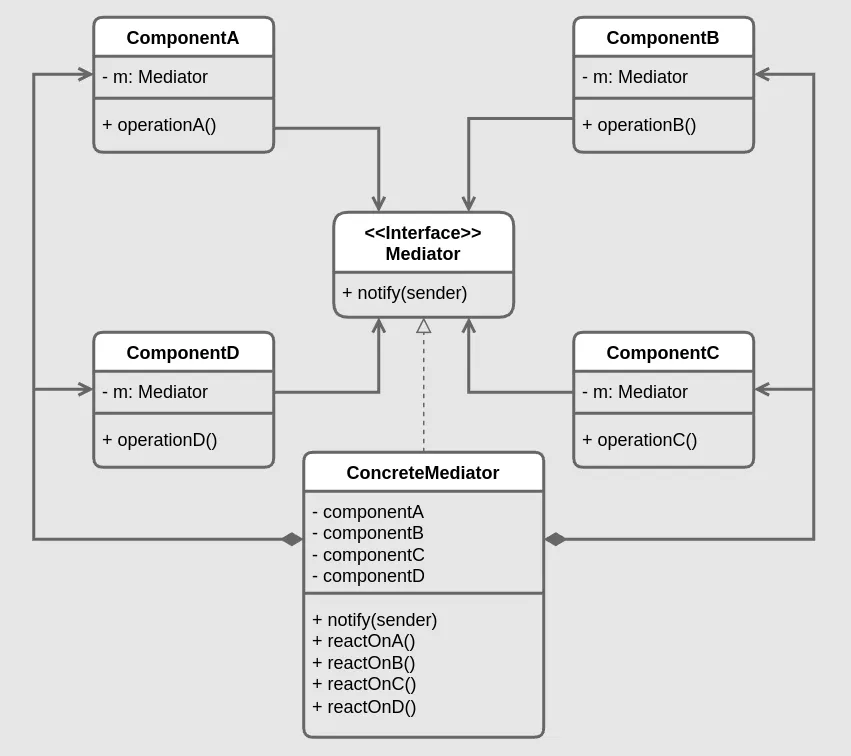 ComponentA
- m: Mediator
+ operationA()
ComponentB
- m: Mediator
+ operationB()
<<Interface>>
Mediator
+ notify(sender)
ComponentD
- m: Mediator
+ operationD()
ComponentC
- m: Mediator
+ operationC()
ConcreteMediator
- componentA
- componentB
- componentC
- componentD
+ notify(sender)
+ reactOnA()
+ reactOnB()
+ reactOnC()
+ reactOnD()